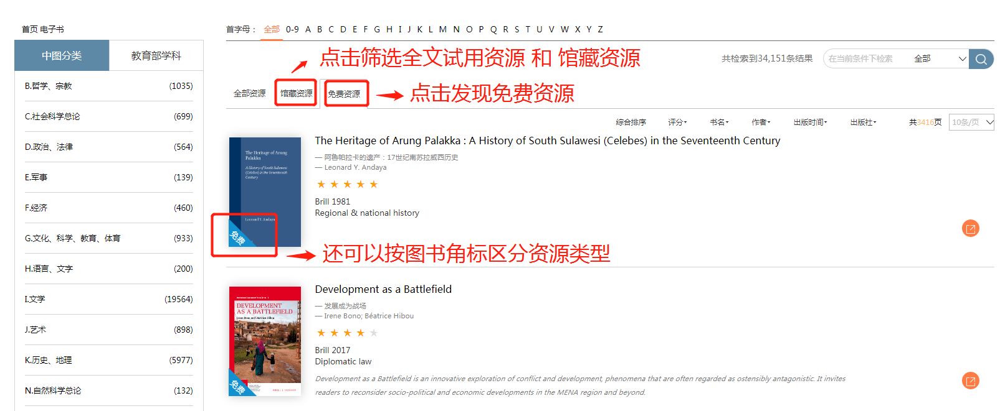 首页 电子书
中图分类 教育部学科
B.哲学、宗教 (1035)
C.社会科学总论 (699)
D.政治、法律 (564)
E.军事 (139)
F.经济 (460)
G.文化、科学、教育、体育 (933)
H.语言、文字 (200)
I.文学 (19564)
J.艺术 (898)
K.历史、地理 (5977)
N.自然科学总论 (132)
首字母： 全部 0-9 A B C D E F G H I J K L M N O P Q R S T U V W X Y Z
点击筛选全文试用资源 和 馆藏资源
共检索到34,151条结果 在当前条件下检索 全部
全部资源 馆藏资源 免费资源
点击发现免费资源
综合排序 评分 书名 作者 出版时间 出版社 共3416页 10条/页
The Heritage of Arung
Palakka
A History of South Sulawesi
(Celebes) in the Seventeenth
Century
Leonard Y. Andaya
免费
The Heritage of Arung Palakka : A History of South Sulawesi (Celebes) in the Seventeenth Century
— 阿鲁帕拉卡的遗产：17世纪南苏拉威西历史
— Leonard Y. Andaya
Brill 1981
Regional & national history
还可以按图书角标区分资源类型
DEVELOPMENT
AS A BATTLEFIELD
Irene Bono and Béatrice Hibou
免费
Development as a Battlefield
— 发展成为战场
— Irene Bono; Béatrice Hibou
Brill 2017
Diplomatic law
Development as a Battlefield is an innovative exploration of conflict and development, phenomena that are often regarded as ostensibly antagonistic. It invites
readers to reconsider socio-political and economic developments in the MENA region and beyond.